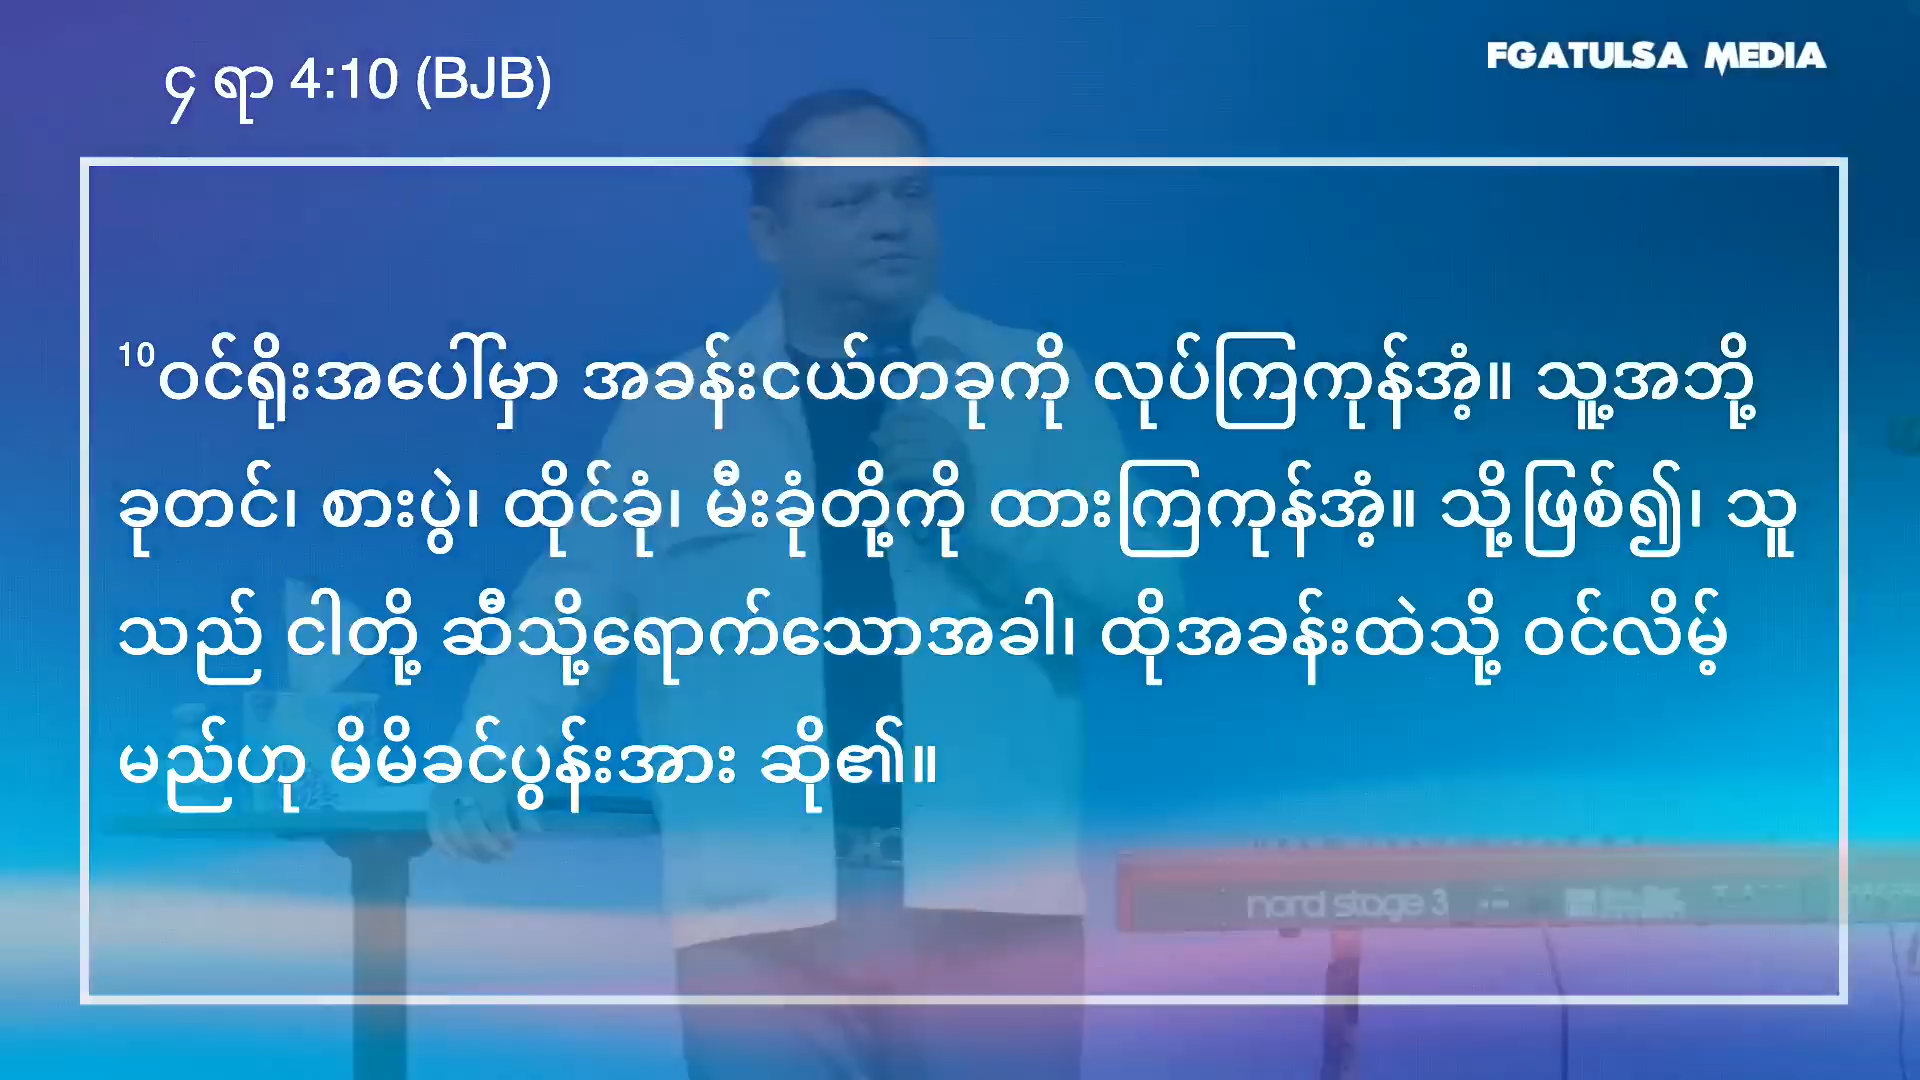 ၄ ရာ 4:10 (BJB)
FGATULSA MEDIA
10ဝင်ရိုးအပေါ်မှာ အခန်းငယ်တခုကို လုပ်ကြကုန်အံ့။ သူ့အဘို့
ခုတင်၊ စားပွဲ၊ ထိုင်ခုံ၊ မီးခုံတို့ကို ထားကြကုန်အံ့။ သို့ဖြစ်၍၊ သူ
သည် ငါတို့ ဆီသို့ရောက်သောအခါ၊ ထိုအခန်းထဲသို့ ဝင်လိမ့်
မည်ဟု မိမိခင်ပွန်းအား ဆို၏။
nord stage 3